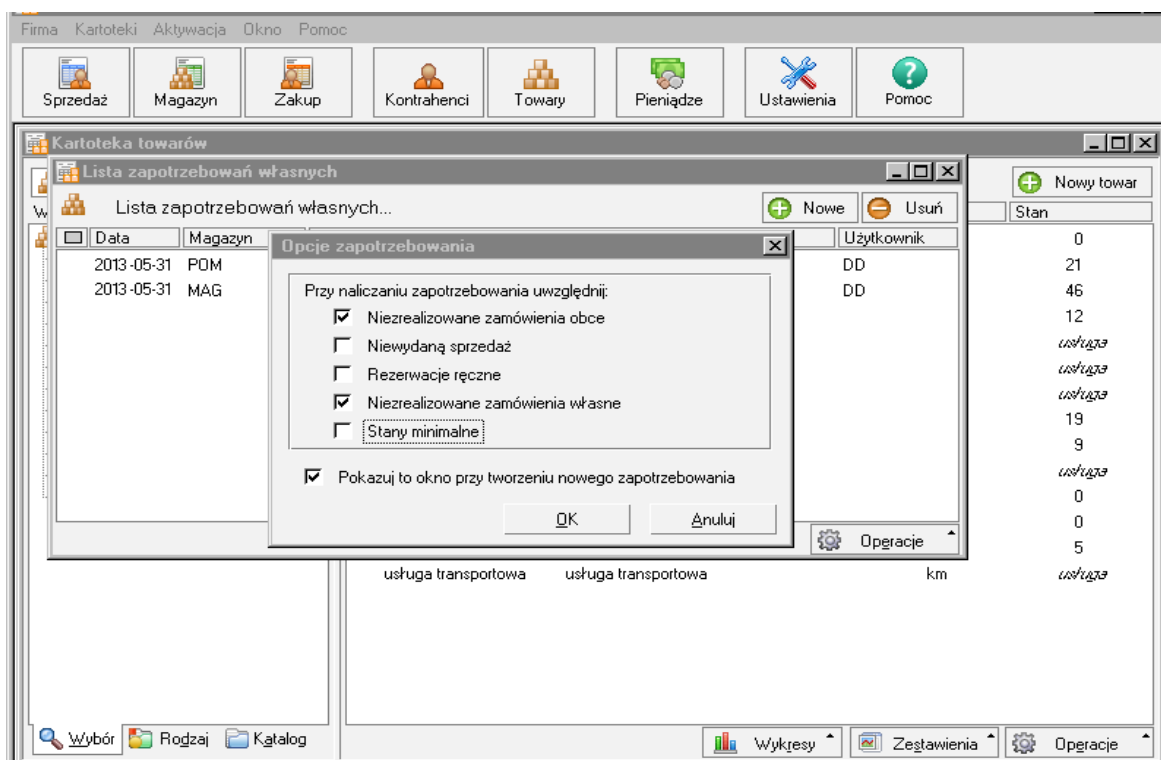 Firma Kartoteki Aktywacja Okno Pomoc
Sprzedaż Magazyn Zakup Kontrahenci Towary Pieniądze Ustawienia Pomoc
Kartoteka towarów
Lista zapotrzebowań własnych
Nowy towar
Lista zapotrzebowań własnych... Nowe Usuń
W Stan
Data Magazyn Użytkownik
Opcje zapotrzebowania
0
2013-05-31 POM DD 21
2013-05-31 MAG DD 46
Przy naliczaniu zapotrzebowania uwzględnij:
Niezrealizowane zamówienia obce 12
Niewydaną sprzedaż usługa
Rezerwacje ręczne usługa
Niezrealizowane zamówienia własne usługa
Stany minimalne 19
9
Pokazuj to okno przy tworzeniu nowego zapotrzebowania usługa
0
OK Anuluj 0
Operacje 5
usługa transportowa usługa transportowa km usługa
Wybór Rodzaj Katalog Wykresy Zestawienia Operacje